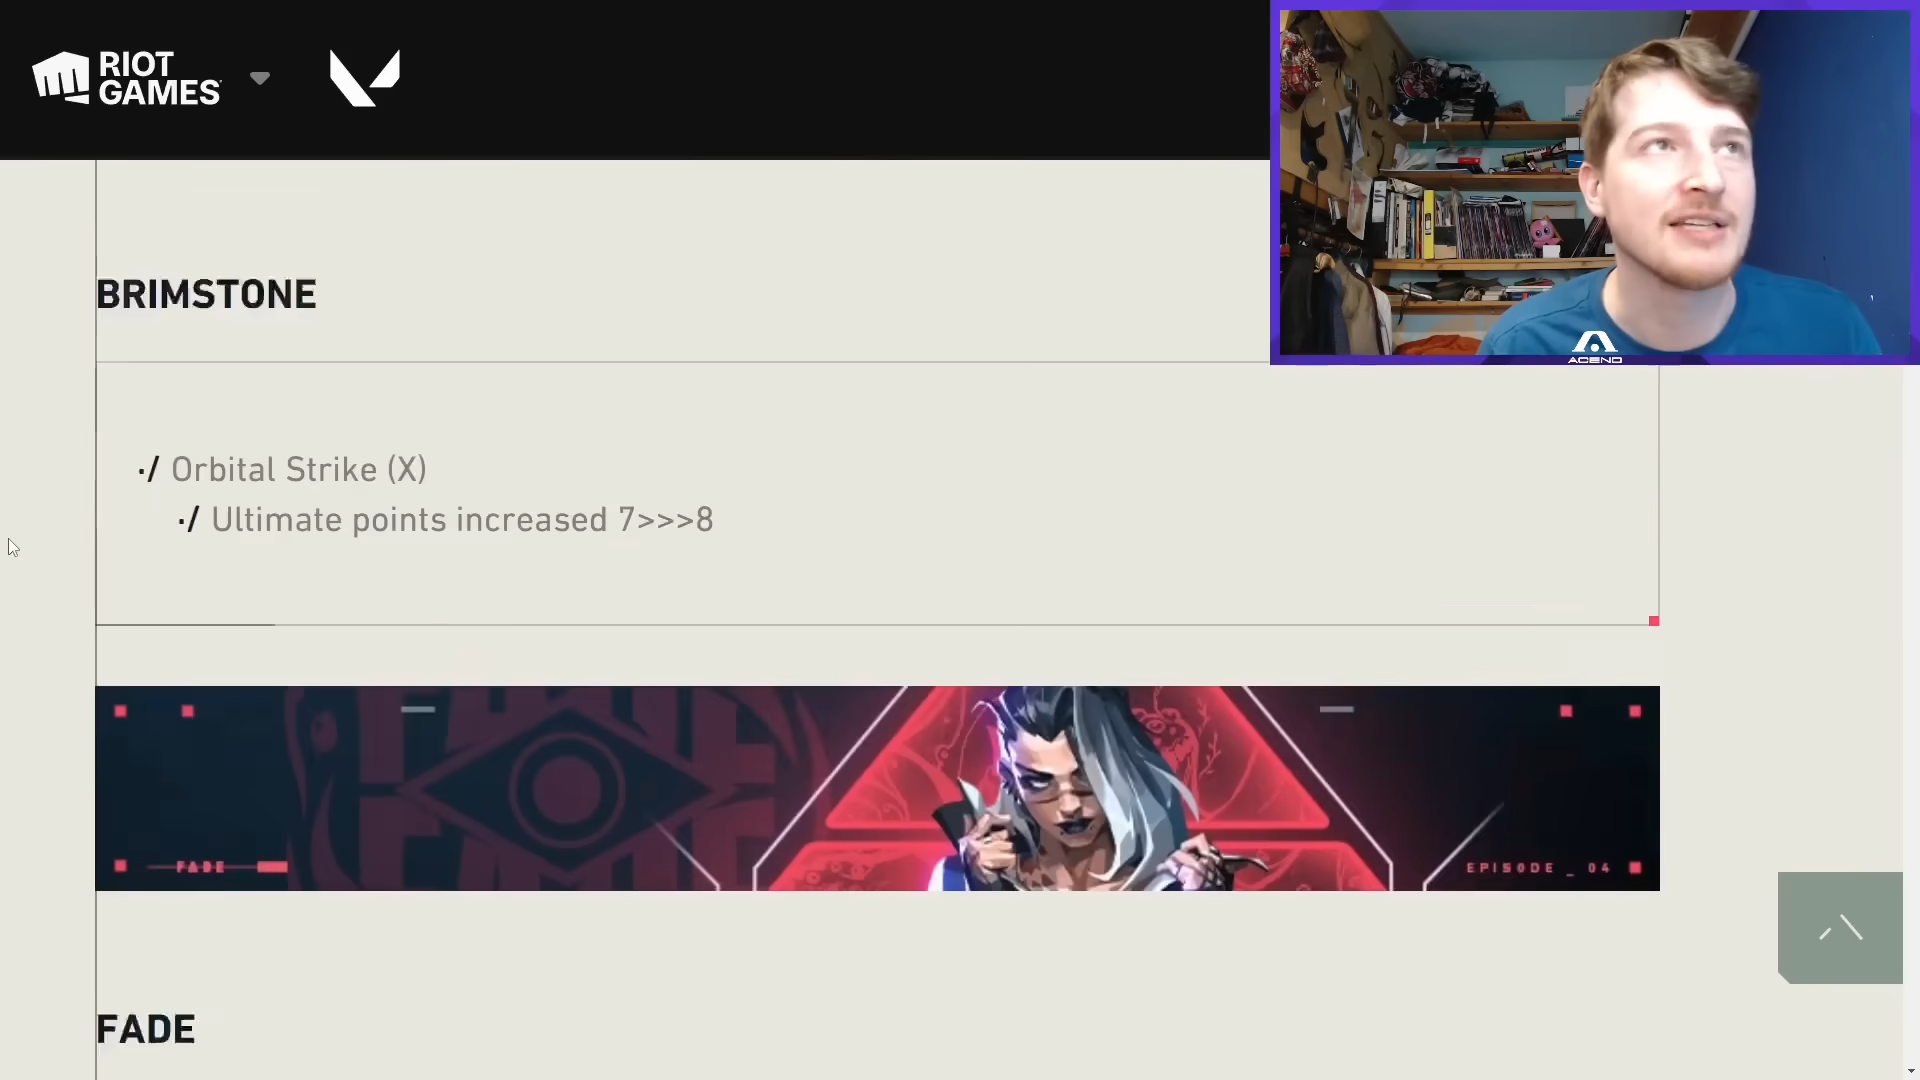 RIOT
GAMES
BRIMSTONE
ACEND
·/ Orbital Strike (X)
·/ Ultimate points increased 7>>>8
FADE
EPISODE _ 04
FADE